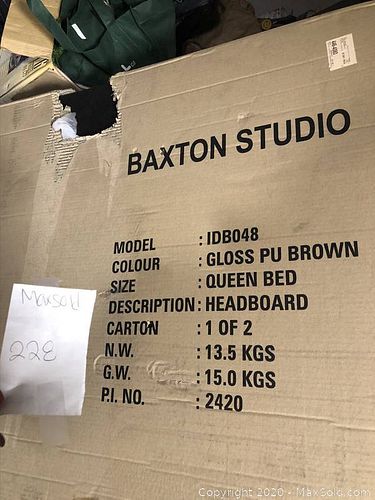 BAXTON STUDIO
MODEL : IDB048
COLOUR : GLOSS PU BROWN
SIZE : QUEEN BED
DESCRIPTION : HEADBOARD
CARTON : 1 OF 2
N.W. : 13.5 KGS
G.W. : 15.0 KGS
P.I. NO. : 2420
Maxsold
228
Copyright 2020 - MaxSold.com